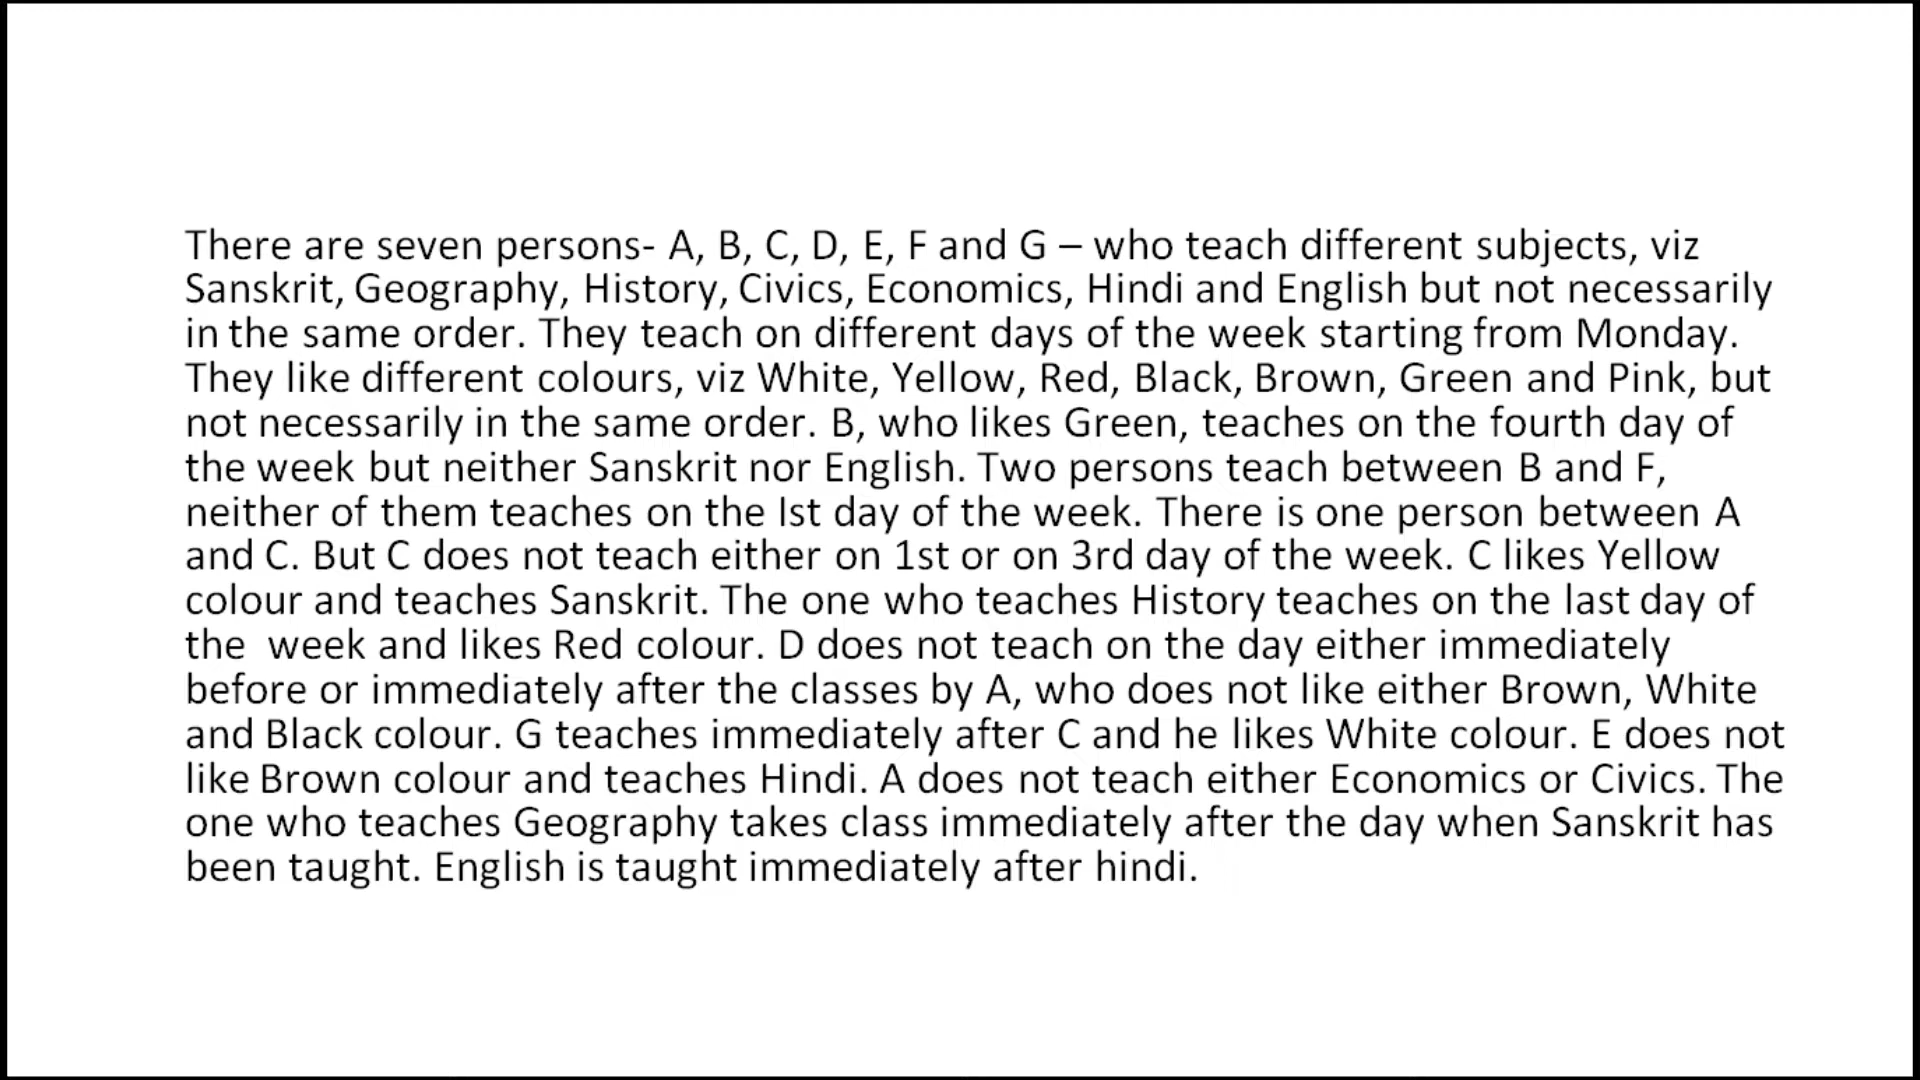 There are seven persons- A, B, C, D, E, F and G – who teach different subjects, viz
Sanskrit, Geography, History, Civics, Economics, Hindi and English but not necessarily
in the same order. They teach on different days of the week starting from Monday.
They like different colours, viz White, Yellow, Red, Black, Brown, Green and Pink, but
not necessarily in the same order. B, who likes Green, teaches on the fourth day of
the week but neither Sanskrit nor English. Two persons teach between B and F,
neither of them teaches on the Ist day of the week. There is one person between A
and C. But C does not teach either on 1st or on 3rd day of the week. C likes Yellow
colour and teaches Sanskrit. The one who teaches History teaches on the last day of
the  week and likes Red colour. D does not teach on the day either immediately
before or immediately after the classes by A, who does not like either Brown, White
and Black colour. G teaches immediately after C and he likes White colour. E does not
like Brown colour and teaches Hindi. A does not teach either Economics or Civics. The
one who teaches Geography takes class immediately after the day when Sanskrit has
been taught. English is taught immediately after hindi.